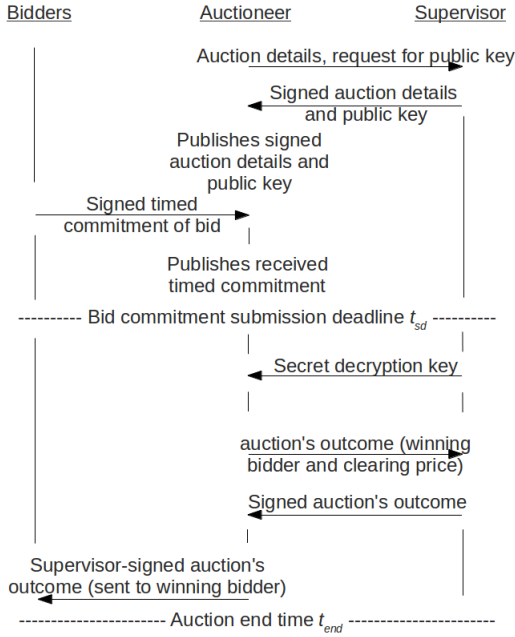 Bidders Auctioneer Supervisor
Auction details, request for public key
Signed auction details
and public key
Publishes signed
auction details and
public key
Signed timed
commitment of bid
Publishes received
timed commitment
---------- Bid commitment submission deadline tsd ----------
Secret decryption key
auction's outcome (winning
bidder and clearing price)
Signed auction's outcome
Supervisor-signed auction's
outcome (sent to winning bidder)
Auction end time tend